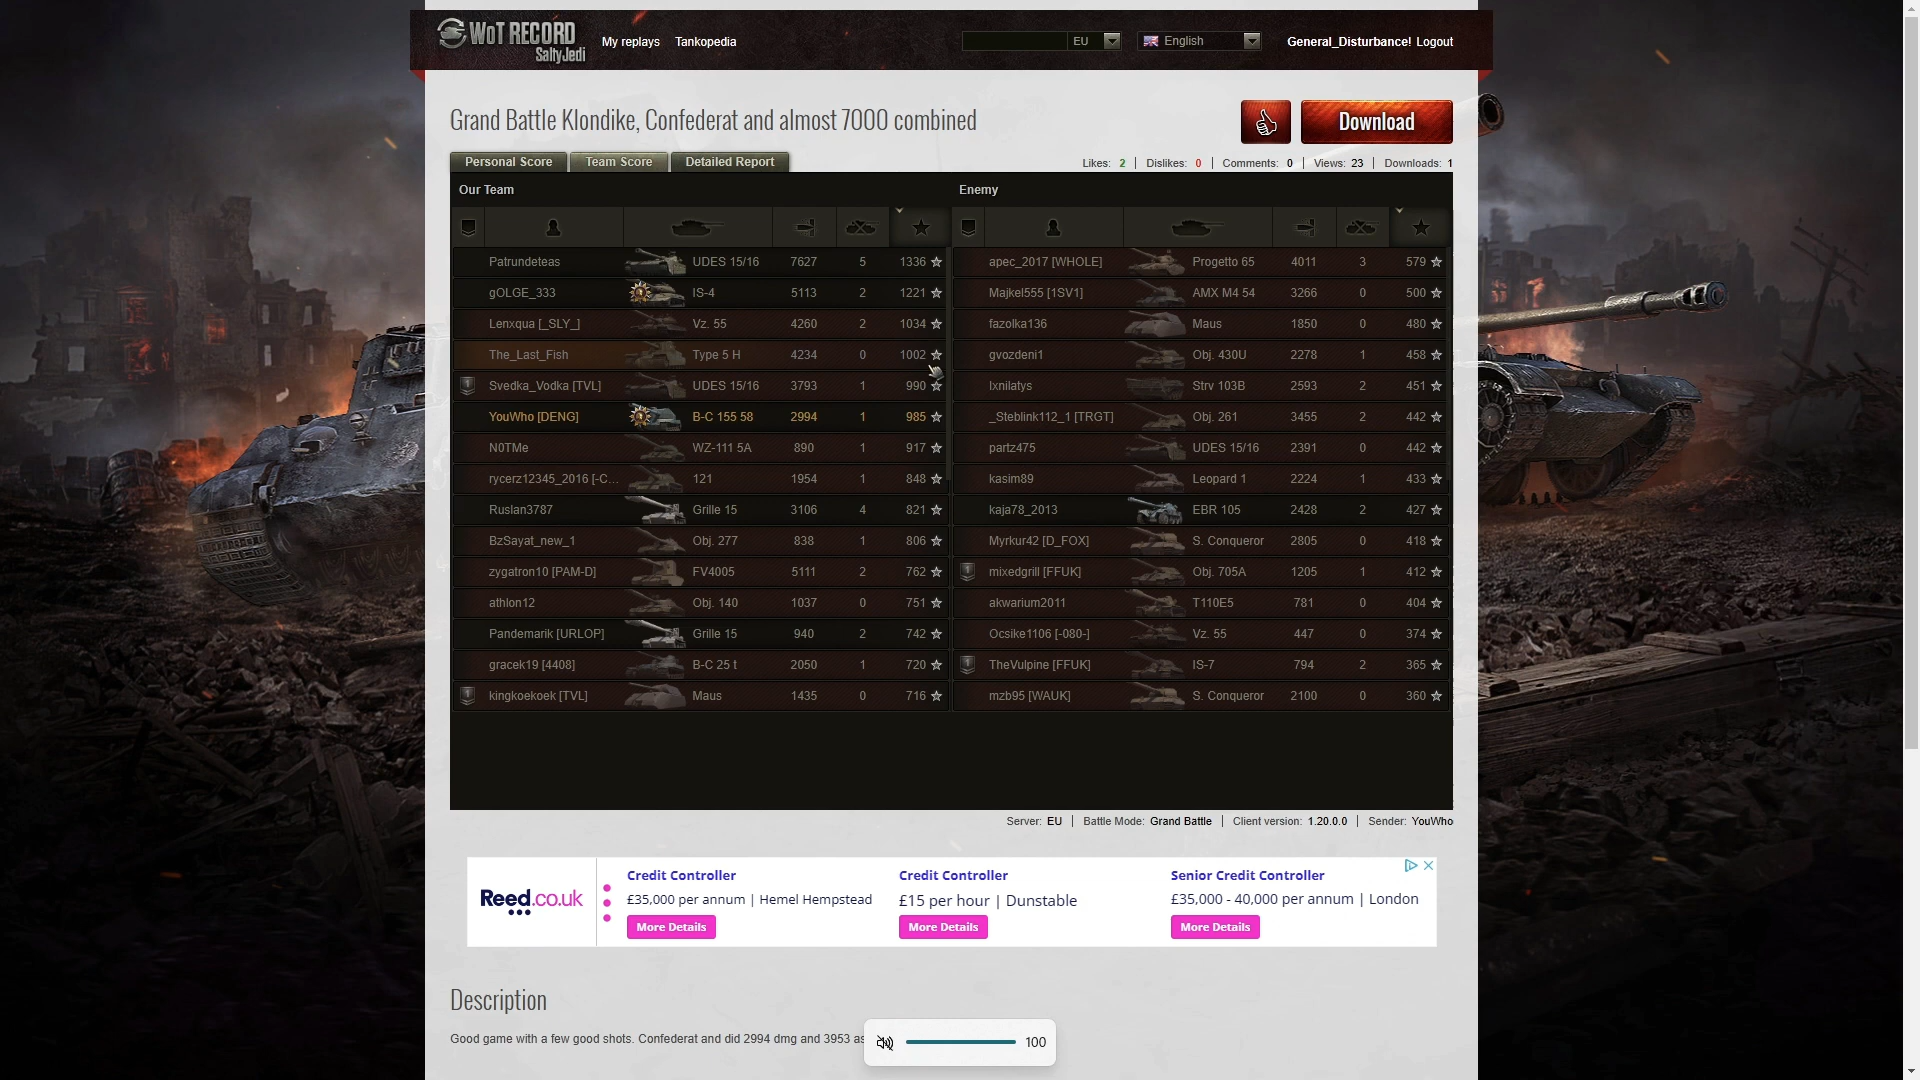 WoT RECORD
SaltyJedi
My replays Tankopedia
EU
English
General_Disturbance! Logout
Grand Battle Klondike, Confederat and almost 7000 combined
Download
Personal Score Team Score Detailed Report
Likes: 2 | Dislikes: 0 | Comments: 0 | Views: 23 | Downloads: 1
Our Team
Patrundeteas UDES 15/16 7627 5 1336
gOLGE_333 IS-4 5113 2 1221
Lenxqua [_SLY_] Vz. 55 4260 2 1034
The_Last_Fish Type 5 H 4234 0 1002
Svedka_Vodka [TVL] UDES 15/16 3793 1 990
YouWho [DENG] B-C 155 58 2994 1 985
N0TMe WZ-111 5A 890 1 917
rycerz12345_2016 [-C... 121 1954 1 848
Ruslan3787 Grille 15 3106 4 821
BzSayat_new_1 Obj. 277 838 1 806
zygatron10 [PAM-D] FV4005 5111 2 762
athlon12 Obj. 140 1037 0 751
Pandemarik [URLOP] Grille 15 940 2 742
gracek19 [4408] B-C 25 t 2050 1 720
kingkoekoek [TVL] Maus 1435 0 716
Enemy
apec_2017 [WHOLE] Progetto 65 4011 3 579
Majkel555 [1SV1] AMX M4 54 3266 0 500
fazolka136 Maus 1850 0 480
gvozdeni1 Obj. 430U 2278 1 458
Ixnilatys Strv 103B 2593 2 451
_Steblink112_1 [TRGT] Obj. 261 3455 2 442
partz475 UDES 15/16 2391 0 442
kasim89 Leopard 1 2224 1 433
kaja78_2013 EBR 105 2428 2 427
Myrkur42 [D_FOX] S. Conqueror 2805 0 418
mixedgrill [FFUK] Obj. 705A 1205 1 412
akwarium2011 T110E5 781 0 404
Ocsike1106 [-080-] Vz. 55 447 0 374
TheVulpine [FFUK] IS-7 794 2 365
mzb95 [WAUK] S. Conqueror 2100 0 360
Server: EU | Battle Mode: Grand Battle | Client version: 1.20.0.0 | Sender: YouWho
Reed.co.uk
Credit Controller
£35,000 per annum | Hemel Hempstead
More Details
Credit Controller
£15 per hour | Dunstable
More Details
Senior Credit Controller
£35,000 - 40,000 per annum | London
More Details
Description
Good game with a few good shots. Confederat and did 2994 dmg and 3953 as
100